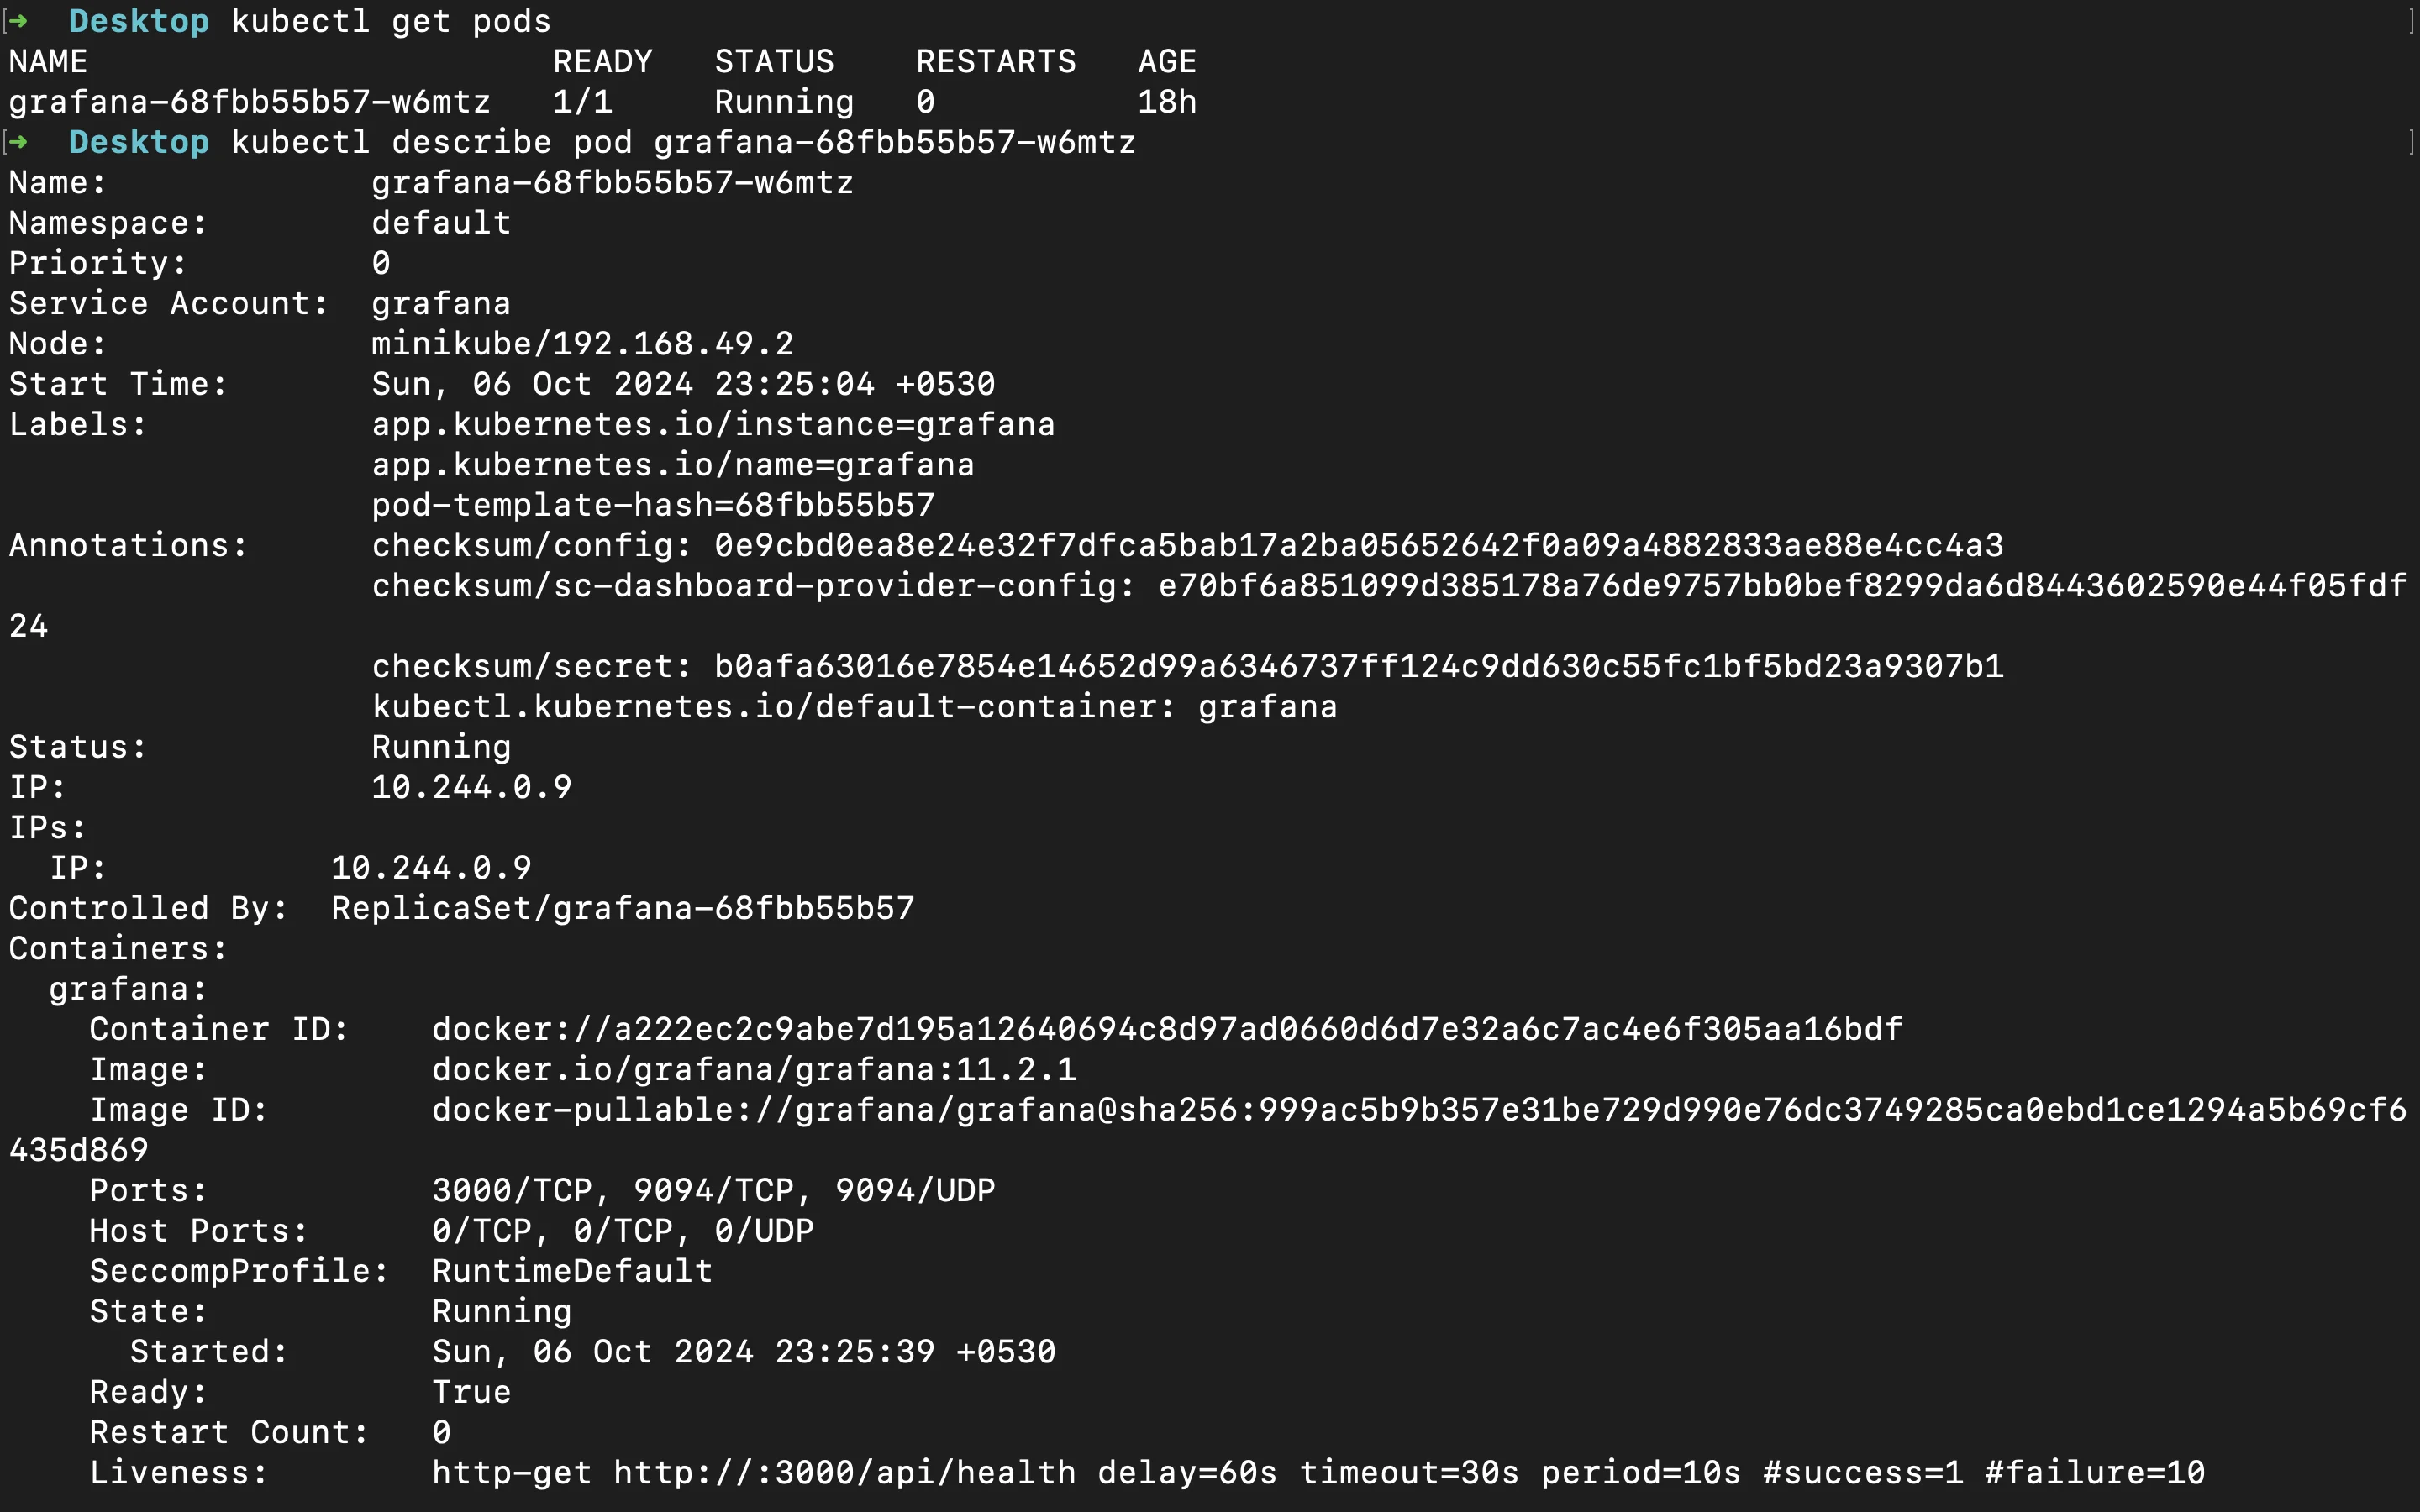 [➜  Desktop kubectl get pods ]
NAME                       READY   STATUS    RESTARTS   AGE
grafana-68fbb55b57-w6mtz   1/1     Running   0          18h
[➜  Desktop kubectl describe pod grafana-68fbb55b57-w6mtz ]
Name:             grafana-68fbb55b57-w6mtz
Namespace:        default
Priority:         0
Service Account:  grafana
Node:             minikube/192.168.49.2
Start Time:       Sun, 06 Oct 2024 23:25:04 +0530
Labels:           app.kubernetes.io/instance=grafana
                  app.kubernetes.io/name=grafana
                  pod-template-hash=68fbb55b57
Annotations:      checksum/config: 0e9cbd0ea8e24e32f7dfca5bab17a2ba05652642f0a09a4882833ae88e4cc4a3
                  checksum/sc-dashboard-provider-config: e70bf6a851099d385178a76de9757bb0bef8299da6d8443602590e44f05fdf
24
                  checksum/secret: b0afa63016e7854e14652d99a6346737ff124c9dd630c55fc1bf5bd23a9307b1
                  kubectl.kubernetes.io/default-container: grafana
Status:           Running
IP:               10.244.0.9
IPs:
  IP:           10.244.0.9
Controlled By:  ReplicaSet/grafana-68fbb55b57
Containers:
  grafana:
    Container ID:    docker://a222ec2c9abe7d195a12640694c8d97ad0660d6d7e32a6c7ac4e6f305aa16bdf
    Image:           docker.io/grafana/grafana:11.2.1
    Image ID:        docker-pullable://grafana/grafana@sha256:999ac5b9b357e31be729d990e76dc3749285ca0ebd1ce1294a5b69cf6
435d869
    Ports:           3000/TCP, 9094/TCP, 9094/UDP
    Host Ports:      0/TCP, 0/TCP, 0/UDP
    SeccompProfile:  RuntimeDefault
    State:           Running
      Started:       Sun, 06 Oct 2024 23:25:39 +0530
    Ready:           True
    Restart Count:   0
    Liveness:        http-get http://:3000/api/health delay=60s timeout=30s period=10s #success=1 #failure=10